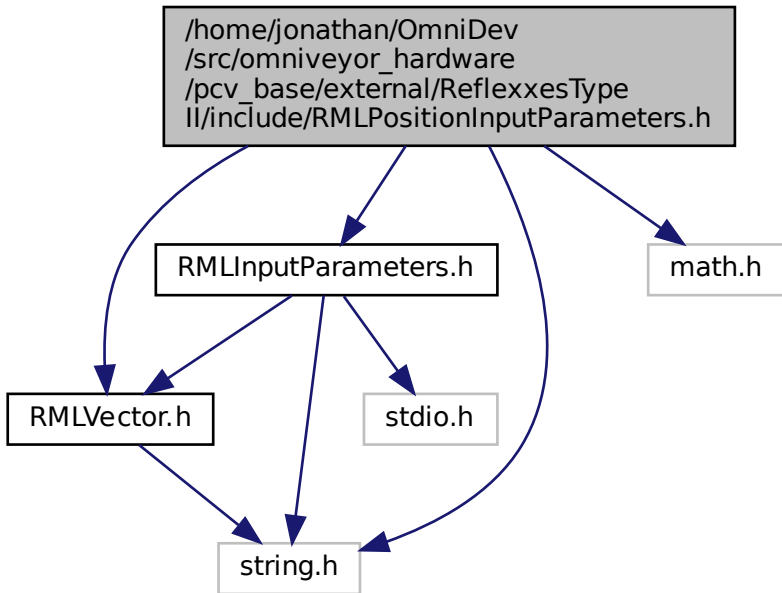 /home/jonathan/OmniDev
/src/omniveyor_hardware
/pcv_base/external/ReflexxesType
II/include/RMLPositionInputParameters.h
RMLInputParameters.h
math.h
RMLVector.h
stdio.h
string.h